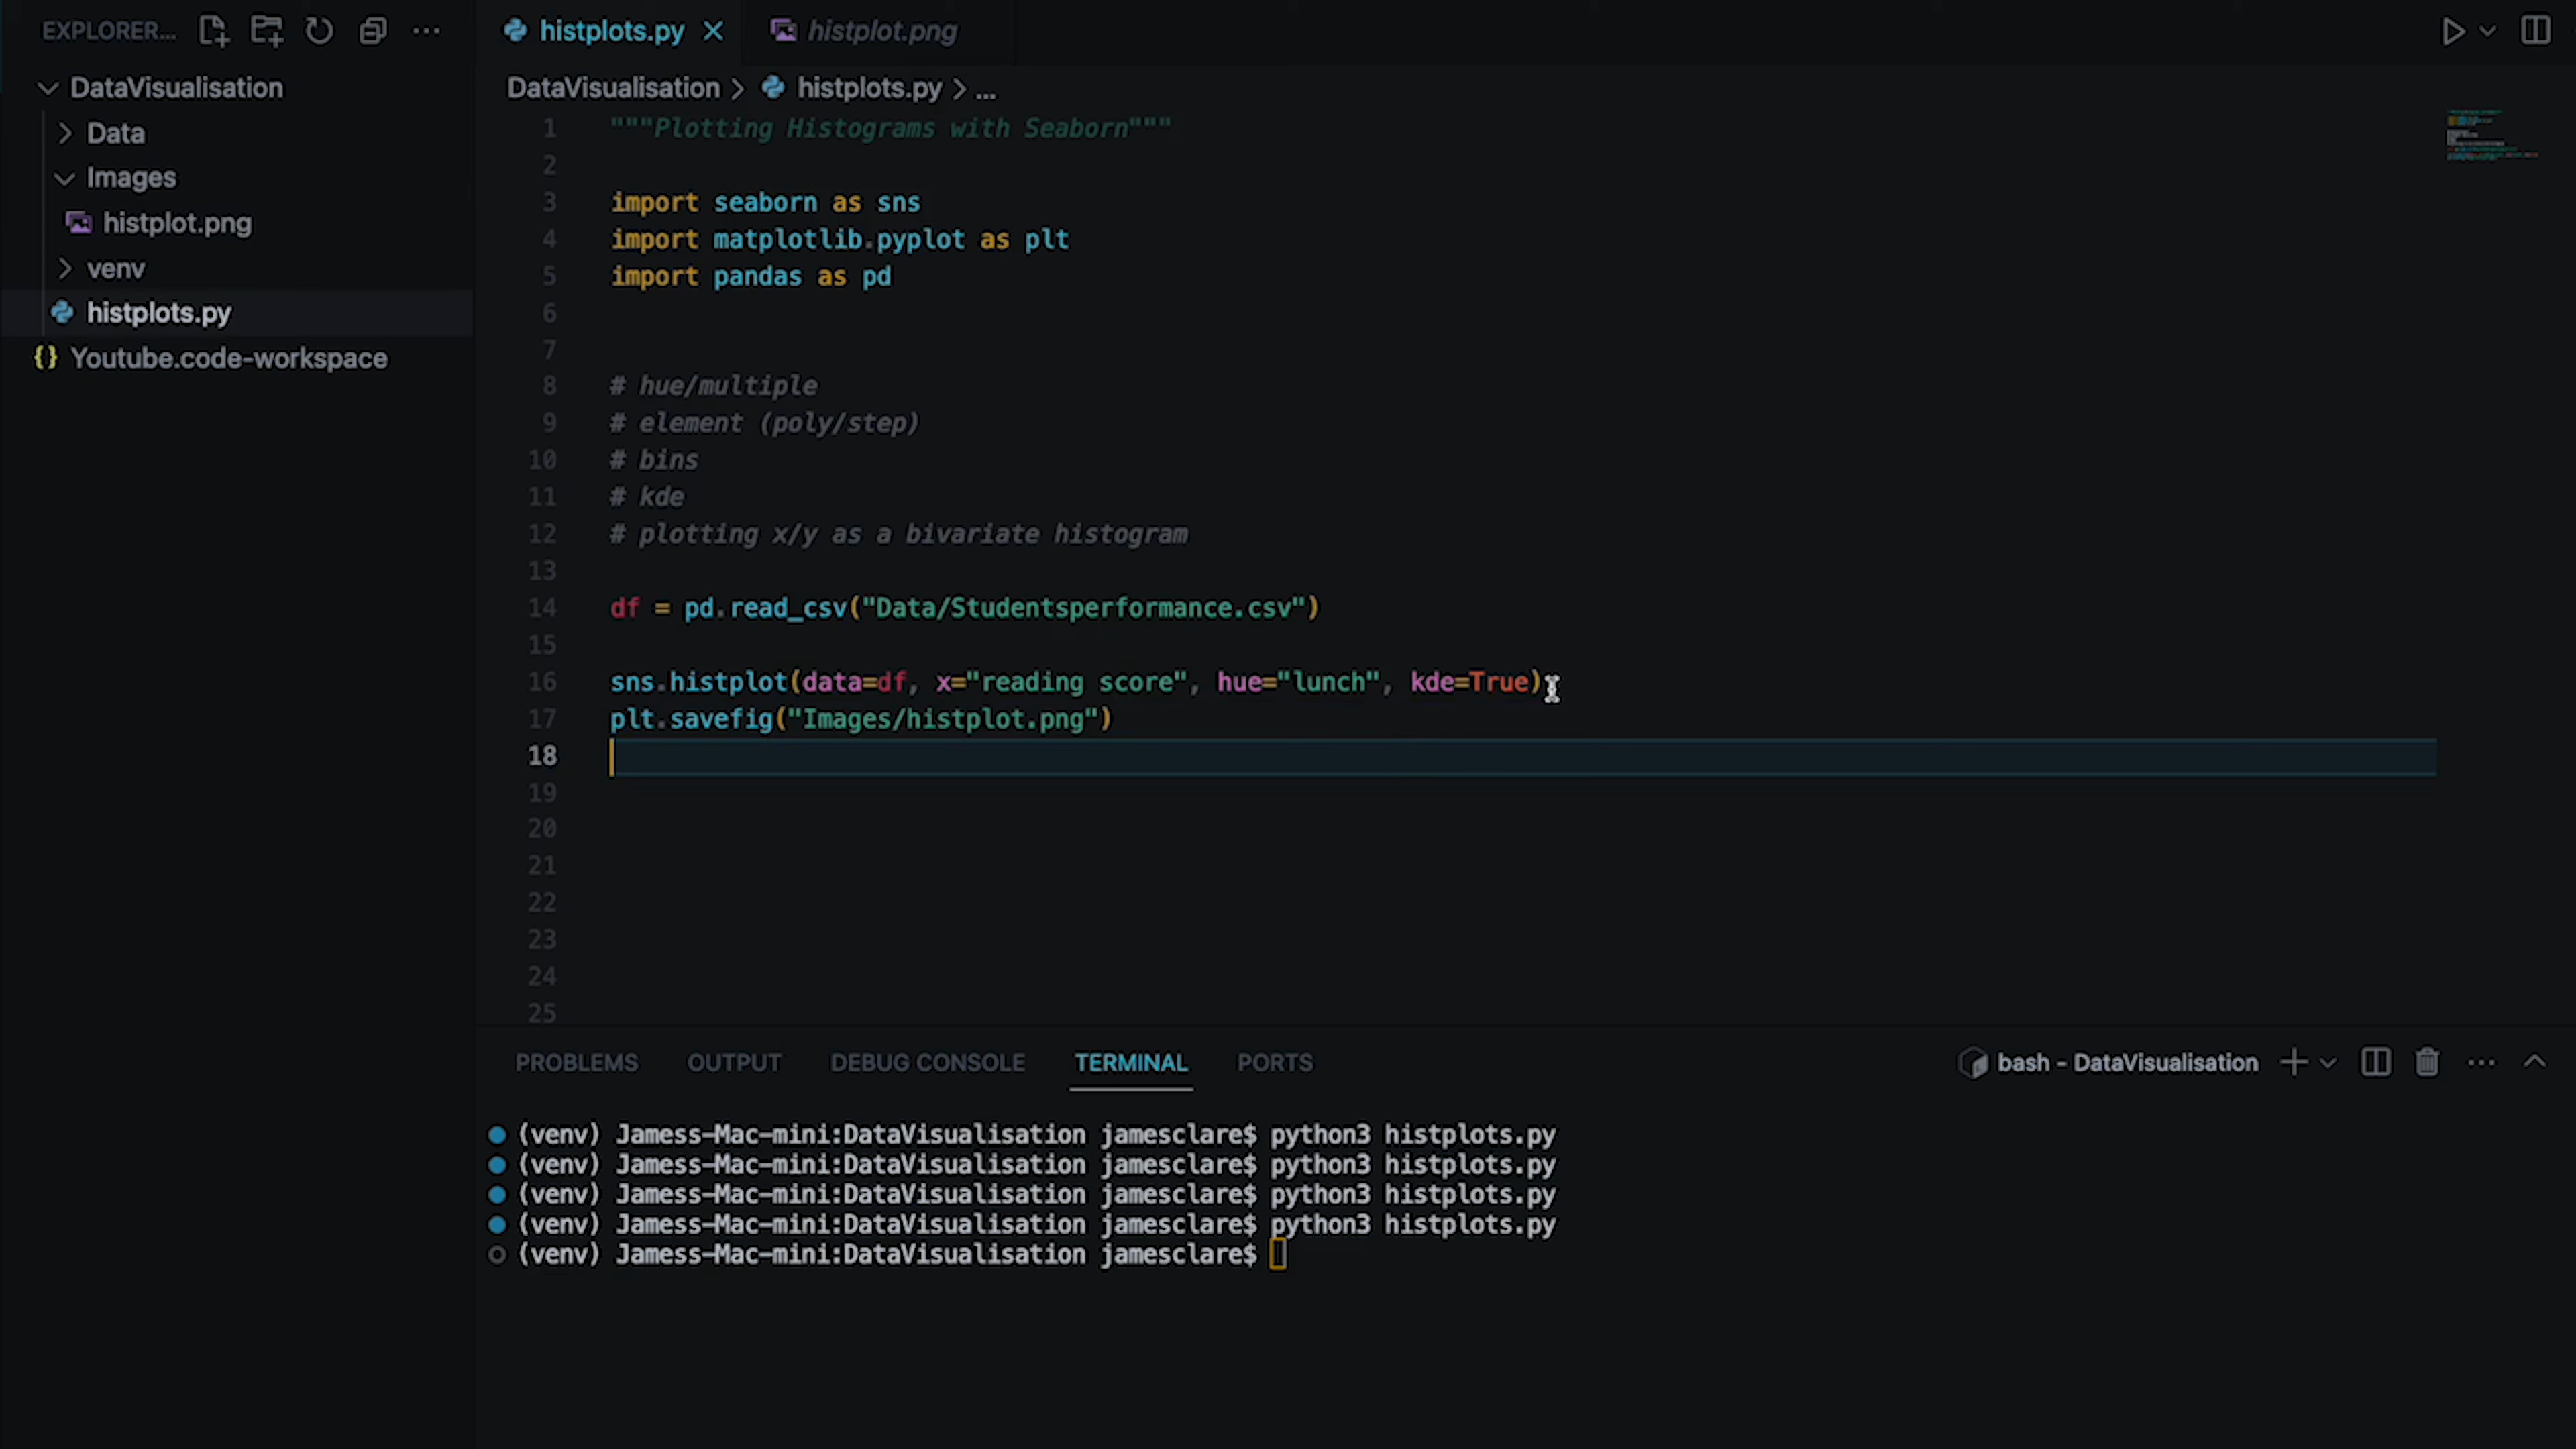 EXPLORER...
histplots.py
histplot.png
DataVisualisation
Data
Images
histplot.png
venv
histplots.py
{} Youtube.code-workspace
DataVisualisation > histplots.py > ...
1 """Plotting Histograms with Seaborn"""
2
3 import seaborn as sns
4 import matplotlib.pyplot as plt
5 import pandas as pd
6
7
8 # hue/multiple
9 # element (poly/step)
10 # bins
11 # kde
12 # plotting x/y as a bivariate histogram
13
14 df = pd.read_csv("Data/Studentsperformance.csv")
15
16 sns.histplot(data=df, x="reading score", hue="lunch", kde=True)
17 plt.savefig("Images/histplot.png")
18
19
20
21
22
23
24
25
PROBLEMS OUTPUT DEBUG CONSOLE TERMINAL PORTS
bash - DataVisualisation
(venv) Jamess-Mac-mini:DataVisualisation jamesclare$ python3 histplots.py
(venv) Jamess-Mac-mini:DataVisualisation jamesclare$ python3 histplots.py
(venv) Jamess-Mac-mini:DataVisualisation jamesclare$ python3 histplots.py
(venv) Jamess-Mac-mini:DataVisualisation jamesclare$ python3 histplots.py
(venv) Jamess-Mac-mini:DataVisualisation jamesclare$